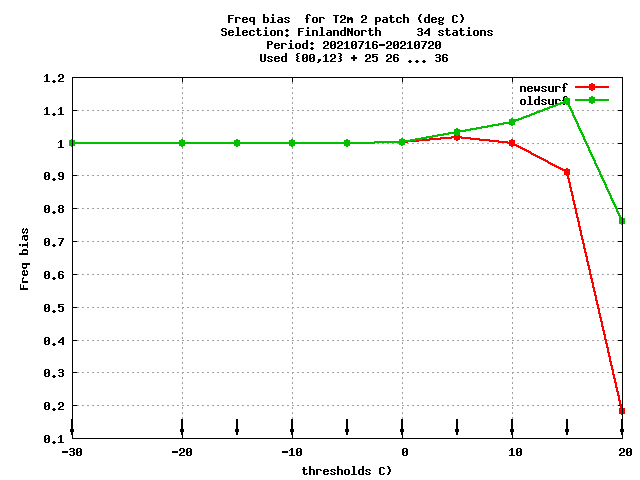 Freq bias  for T2m 2 patch (deg C)
Selection: FinlandNorth     34 stations
Period: 20210716-20210720
Used {00,12} + 25 26 ... 36
newsurf
oldsurf
1.2
1.1
1
0.9
0.8
0.7
0.6
0.5
0.4
0.3
0.2
0.1
Freq bias
-30
-20
-10
0
10
20
thresholds C)